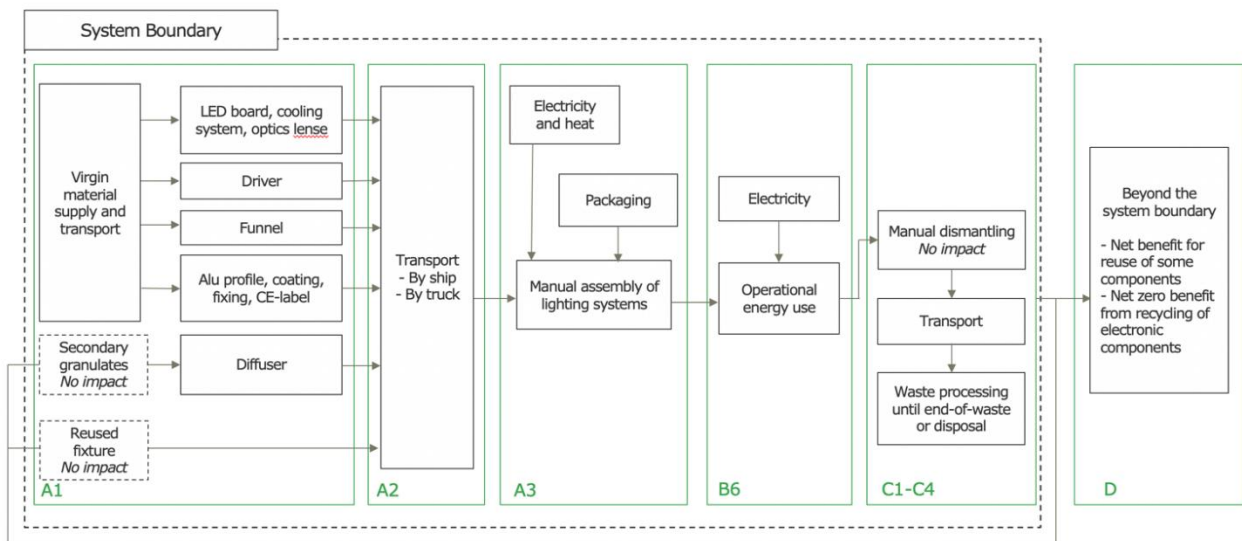 System Boundary
Virgin
material
supply and
transport
Secondary
granulates
No impact
Reused
fixture
No impact
LED board, cooling
system, optics lense
Driver
Funnel
Alu profile, coating,
fixing, CE-label
Diffuser
A1
Transport
- By ship
- By truck
A2
Electricity
and heat
Packaging
Manual assembly of
lighting systems
A3
Electricity
Operational
energy use
B6
Manual dismantling
No impact
Transport
Waste processing
until end-of-waste
or disposal
C1-C4
Beyond the
system boundary
- Net benefit for
reuse of some
components
- Net zero benefit
from recycling of
electronic
components
D